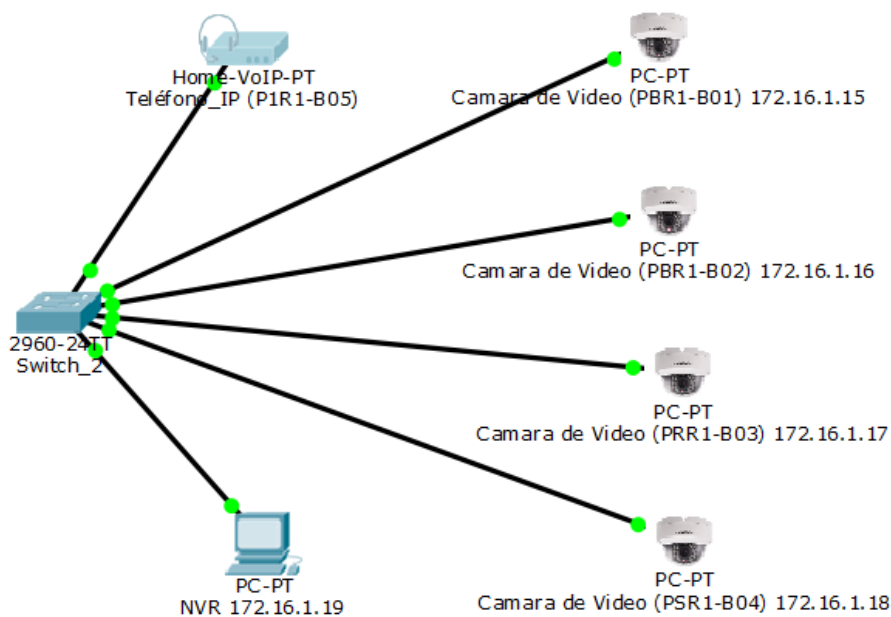 Home-VoIP-PT
Teléfono_IP (P1R1-B05)
PC-PT
Camara de Video (PBR1-B01) 172.16.1.15
PC-PT
Camara de Video (PBR1-B02) 172.16.1.16
2960-24TT
Switch_2
PC-PT
Camara de Video (PRR1-B03) 172.16.1.17
PC-PT
NVR 172.16.1.19
PC-PT
Camara de Video (PSR1-B04) 172.16.1.18